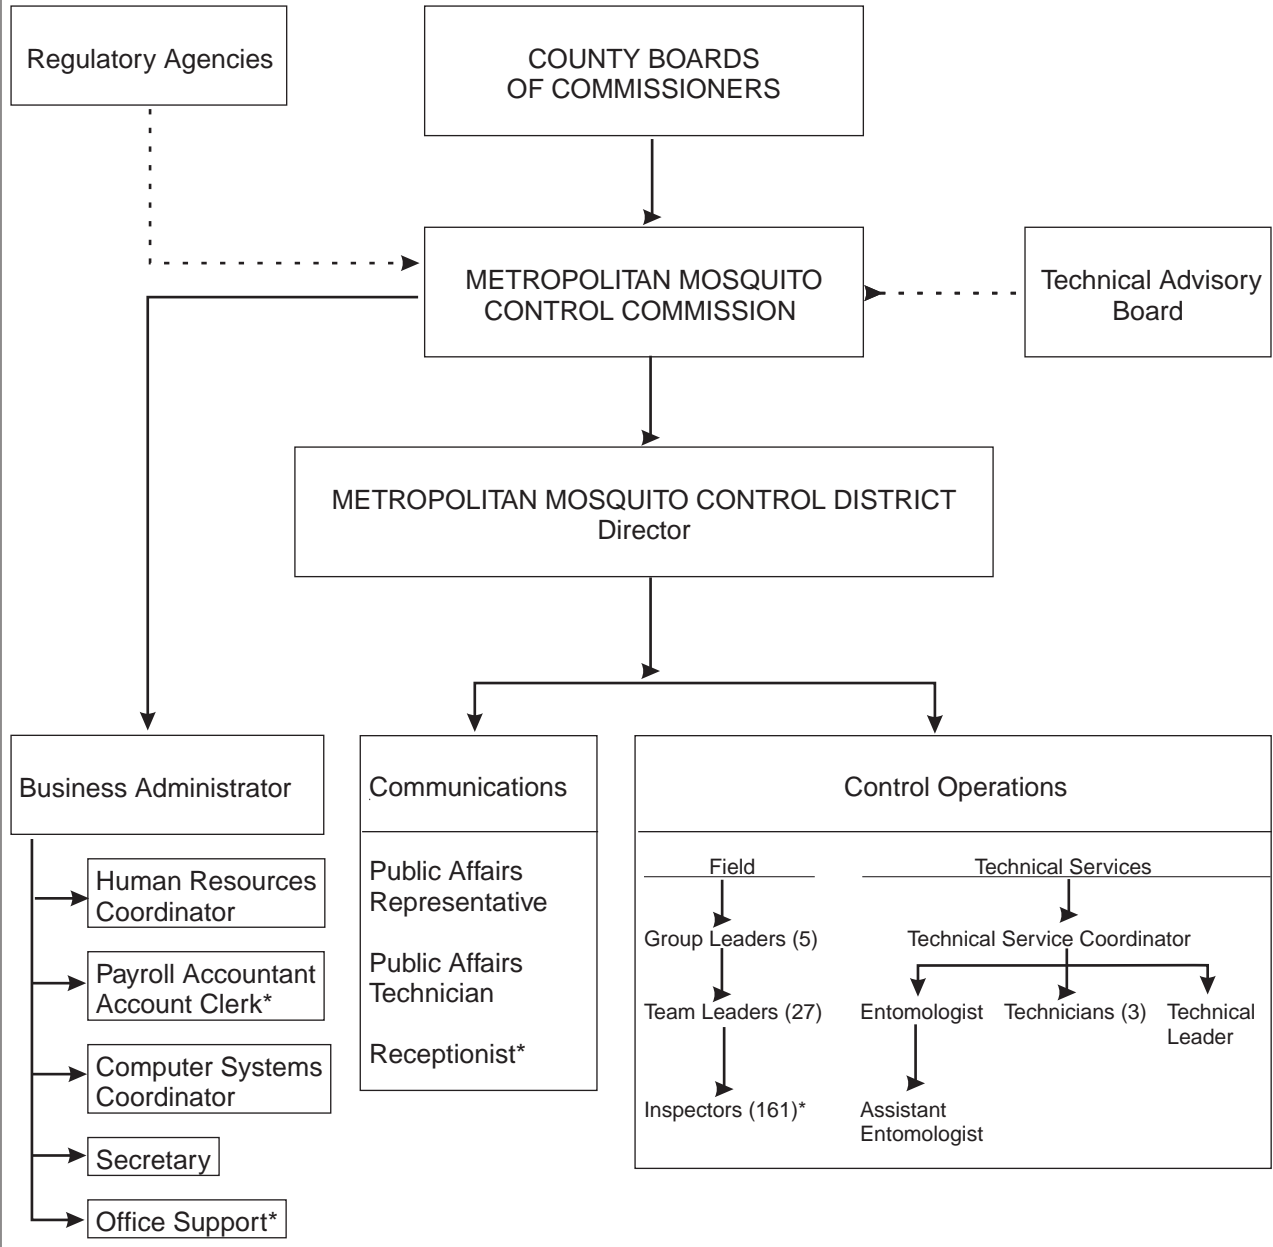 Regulatory Agencies
COUNTY BOARDS
OF COMMISSIONERS
METROPOLITAN MOSQUITO
CONTROL COMMISSION
Technical Advisory
Board
METROPOLITAN MOSQUITO CONTROL DISTRICT
Director
Business Administrator
Human Resources
Coordinator
Payroll Accountant
Account Clerk*
Computer Systems
Coordinator
Secretary
Office Support*
Communications
Public Affairs
Representative
Public Affairs
Technician
Receptionist*
Control Operations
Field
Group Leaders (5)
Team Leaders (27)
Inspectors (161)*
Technical Services
Technical Service Coordinator
Entomologist
Technicians (3)
Technical
Leader
Assistant
Entomologist